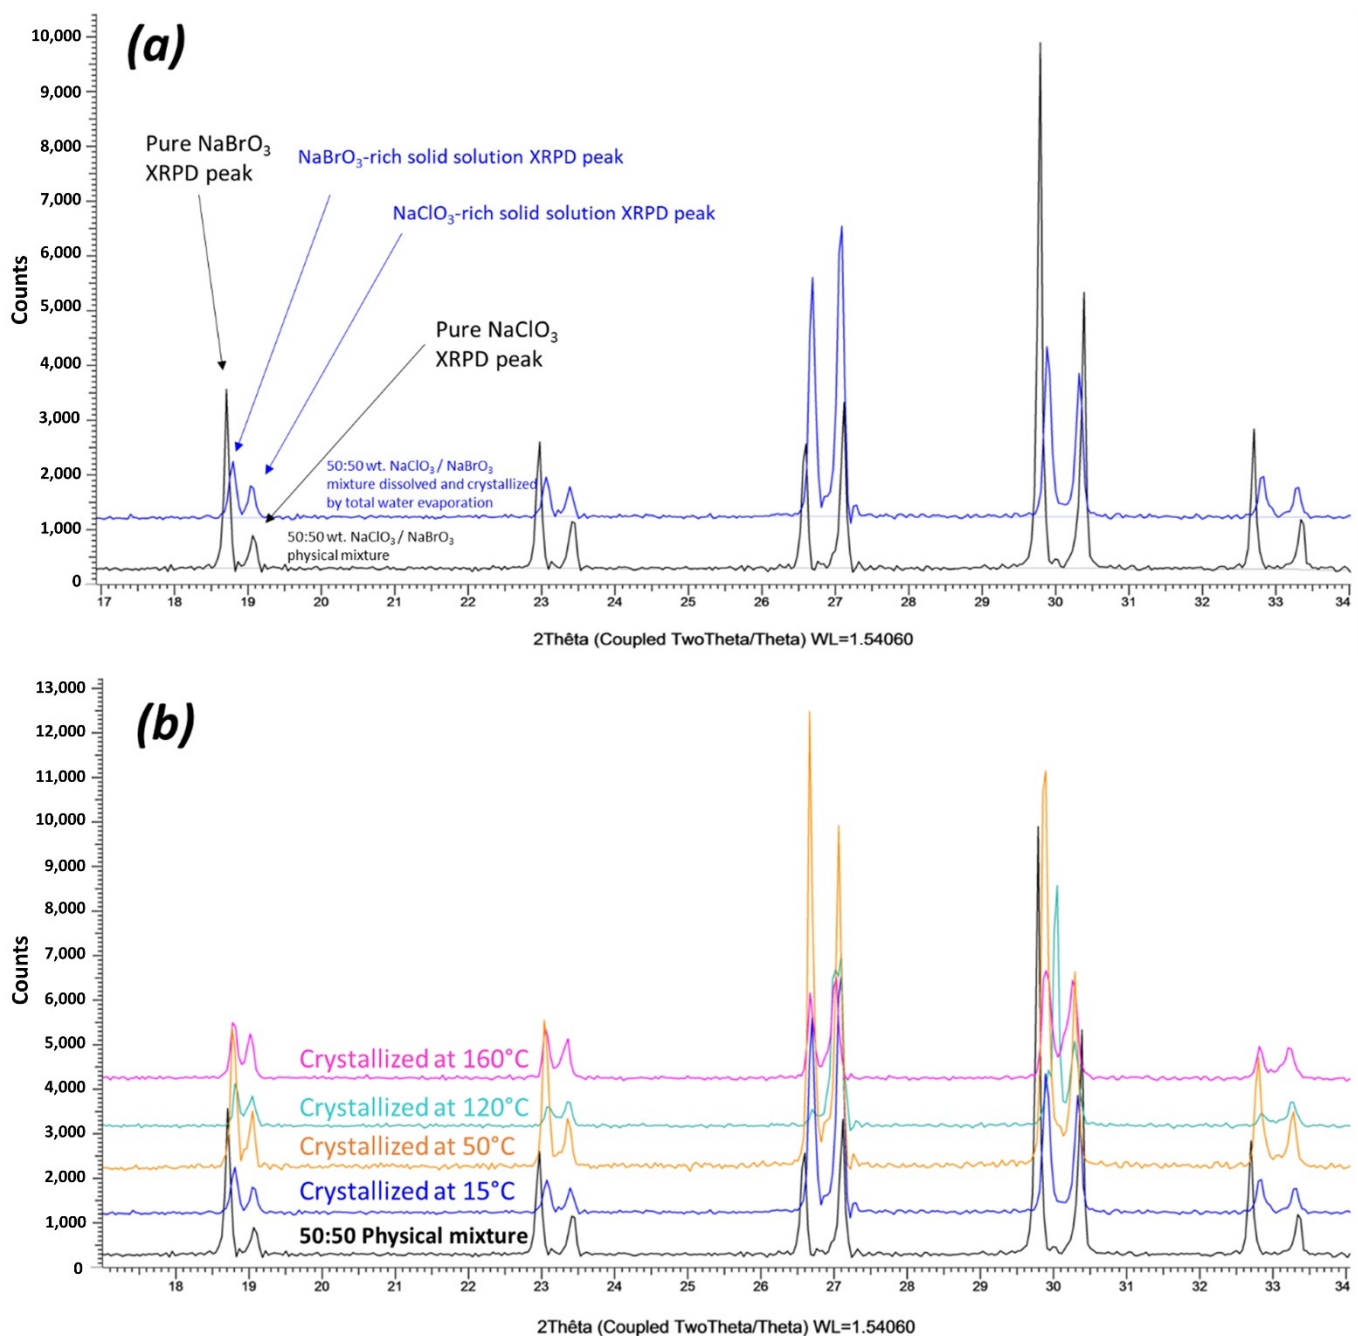 (a)
10,000
9,000
8,000
7,000
6,000
5,000
4,000
3,000
2,000
1,000
0
Counts
Pure NaBrO3
XRPD peak
NaBrO3-rich solid solution XRPD peak
NaClO3-rich solid solution XRPD peak
Pure NaClO3
XRPD peak
50:50 wt. NaClO3 / NaBrO3
mixture dissolved and crystallized
by total water evaporation
50:50 wt. NaClO3 / NaBrO3
physical mixture
17 18 19 20 21 22 23 24 25 26 27 28 29 30 31 32 33 34
2Thêta (Coupled TwoTheta/Theta) WL=1.54060
(b)
13,000
12,000
11,000
10,000
9,000
8,000
7,000
6,000
5,000
4,000
3,000
2,000
1,000
0
Counts
Crystallized at 160°C
Crystallized at 120°C
Crystallized at 50°C
Crystallized at 15°C
50:50 Physical mixture
18 19 20 21 22 23 24 25 26 27 28 29 30 31 32 33 34
2Thêta (Coupled TwoTheta/Theta) WL=1.54060